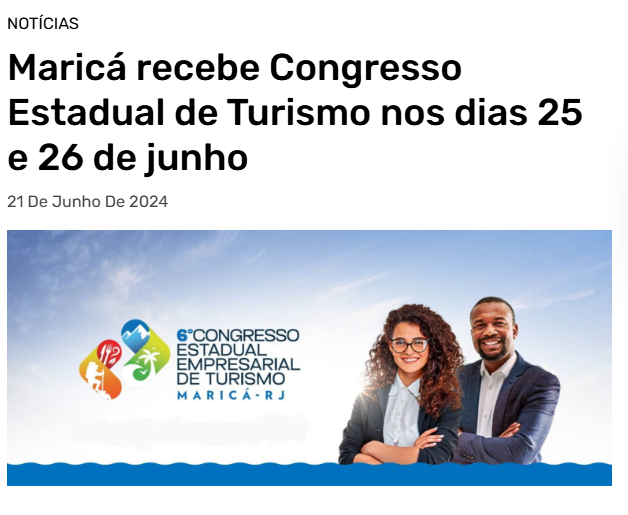 NOTÍCIAS
Maricá recebe Congresso
Estadual de Turismo nos dias 25
e 26 de junho
21 De Junho De 2024
6°CONGRESSO
ESTADUAL
EMPRESARIAL
DE TURISMO
MARICÁ-RJ